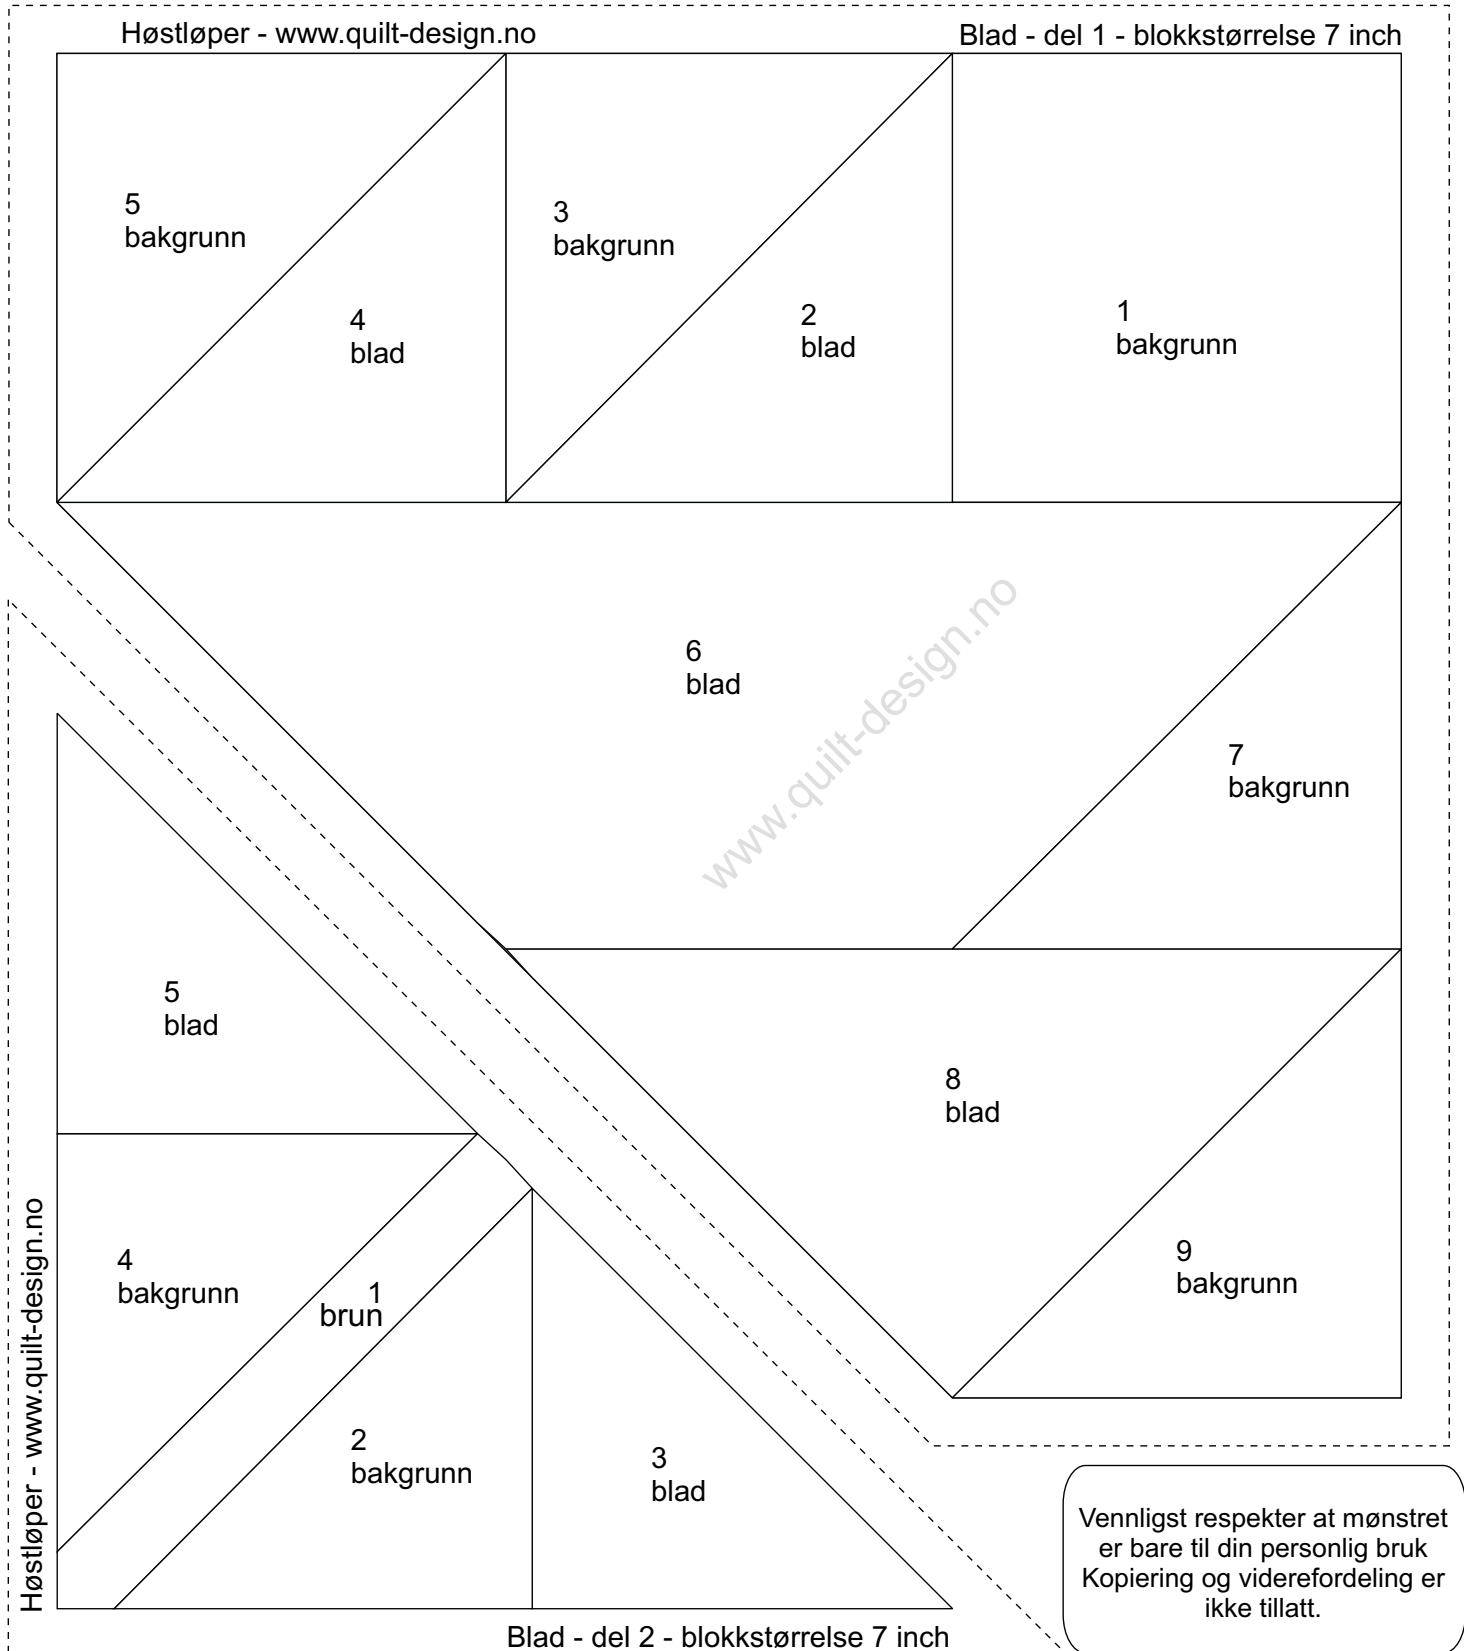 Høstløper - www.quilt-design.no
Blad - del 1 - blokkstørrelse 7 inch
5
bakgrunn
4
blad
3
bakgrunn
2
blad
1
bakgrunn
6
blad
www.quilt-design.no
7
bakgrunn
8
blad
9
bakgrunn
5
blad
4
bakgrunn
1
brun
2
bakgrunn
3
blad
Høstløper - www.quilt-design.no
Blad - del 2 - blokkstørrelse 7 inch
Vennligst respekter at mønstret
er bare til din personlig bruk
Kopiering og viderefordeling er
ikke tillatt.